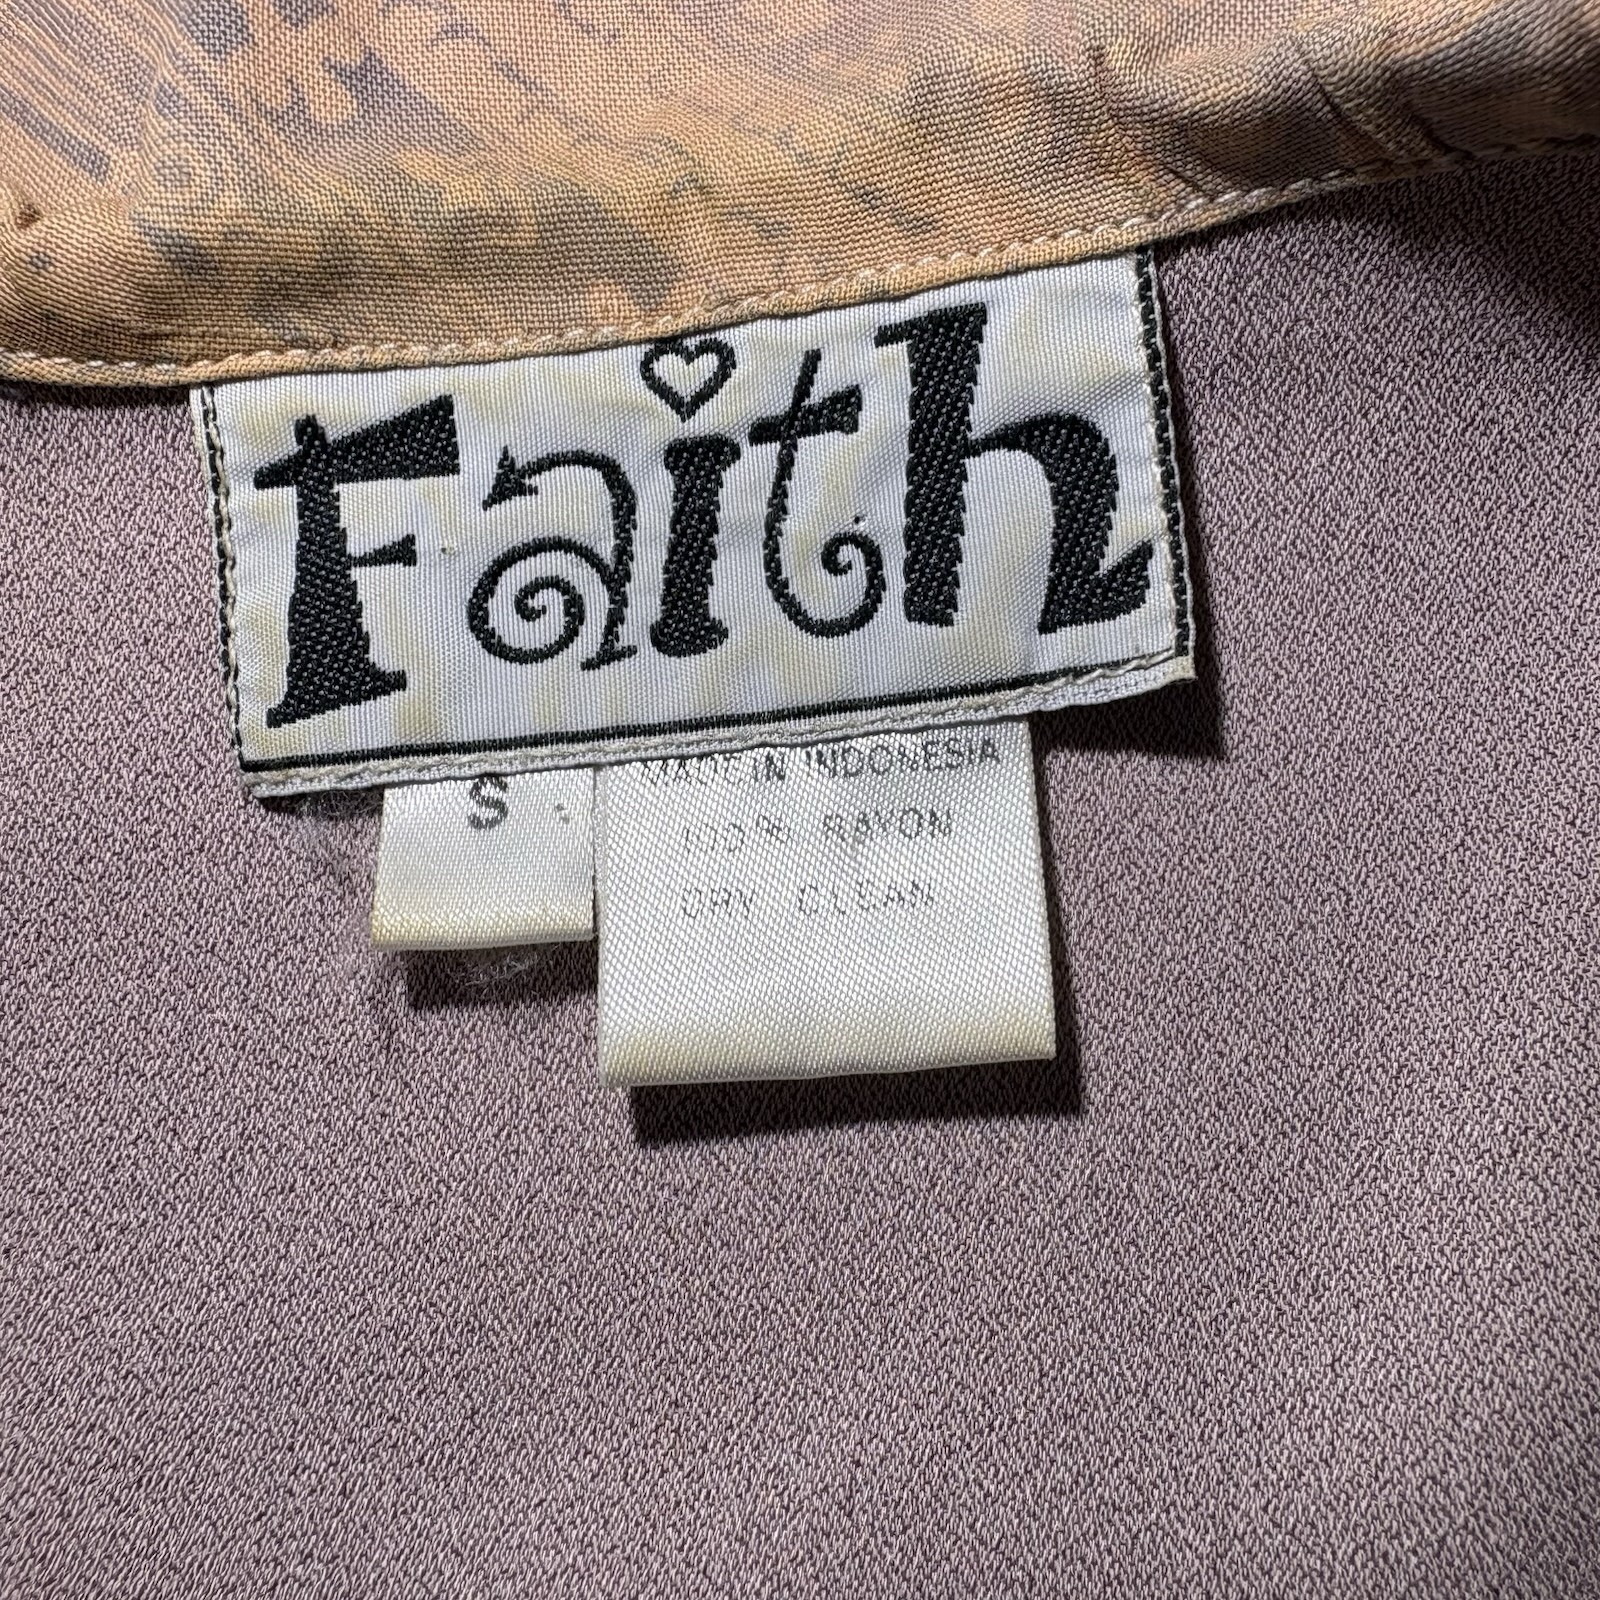 Faith
S
MADE IN INDONESIA
100% RAYON
DRY CLEAN